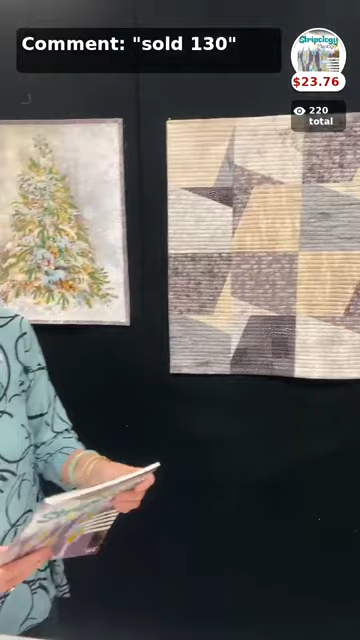 Comment: "sold 130"
Stripology
$23.76
220
total